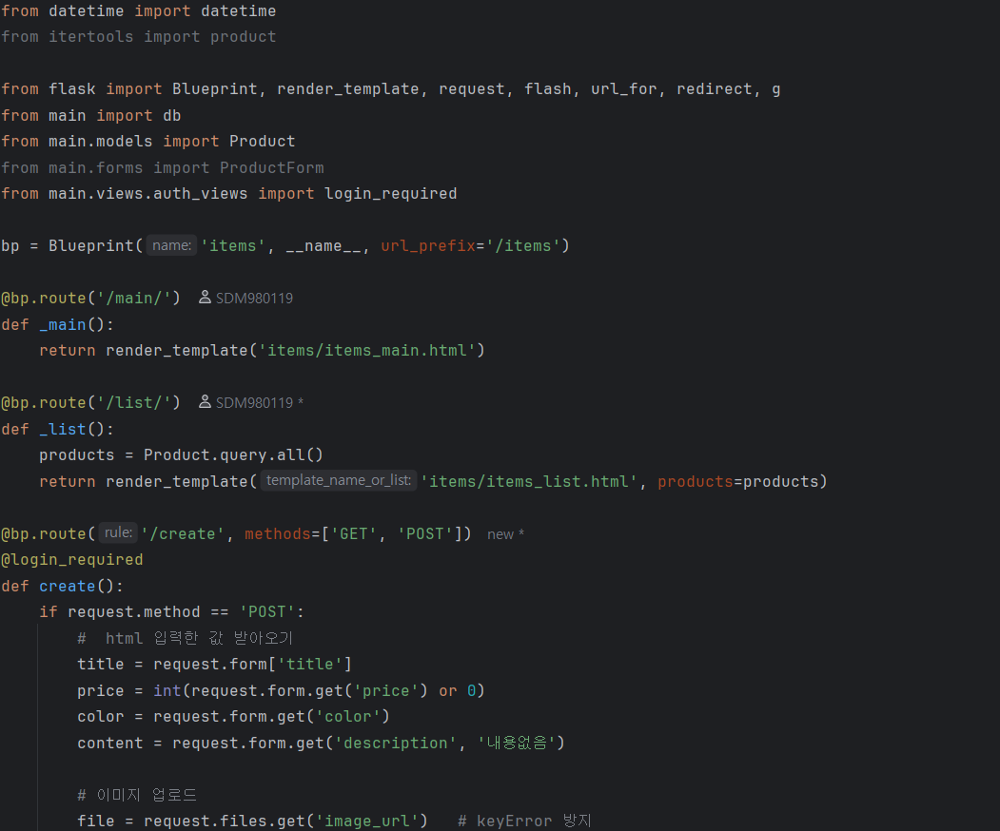 from datetime import datetime
from itertools import product
from flask import Blueprint, render_template, request, flash, url_for, redirect, g
from main import db
from main.models import Product
from main.forms import ProductForm
from main.views.auth_views import login_required
bp = Blueprint( name: 'items', __name__, url_prefix='/items')
@bp.route('/main/') SDM980119
def _main():
    return render_template('items/items_main.html')
@bp.route('/list/') SDM980119 *
def _list():
    products = Product.query.all()
    return render_template( template_name_or_list: 'items/items_list.html', products=products)
@bp.route( rule: '/create', methods=['GET', 'POST']) new *
@login_required
def create():
    if request.method == 'POST':
        #  html 입력한 값 받아오기
        title = request.form['title']
        price = int(request.form.get('price') or 0)
        color = request.form.get('color')
        content = request.form.get('description', '내용없음')
        # 이미지 업로드
        file = request.files.get('image_url')   # keyError 방지